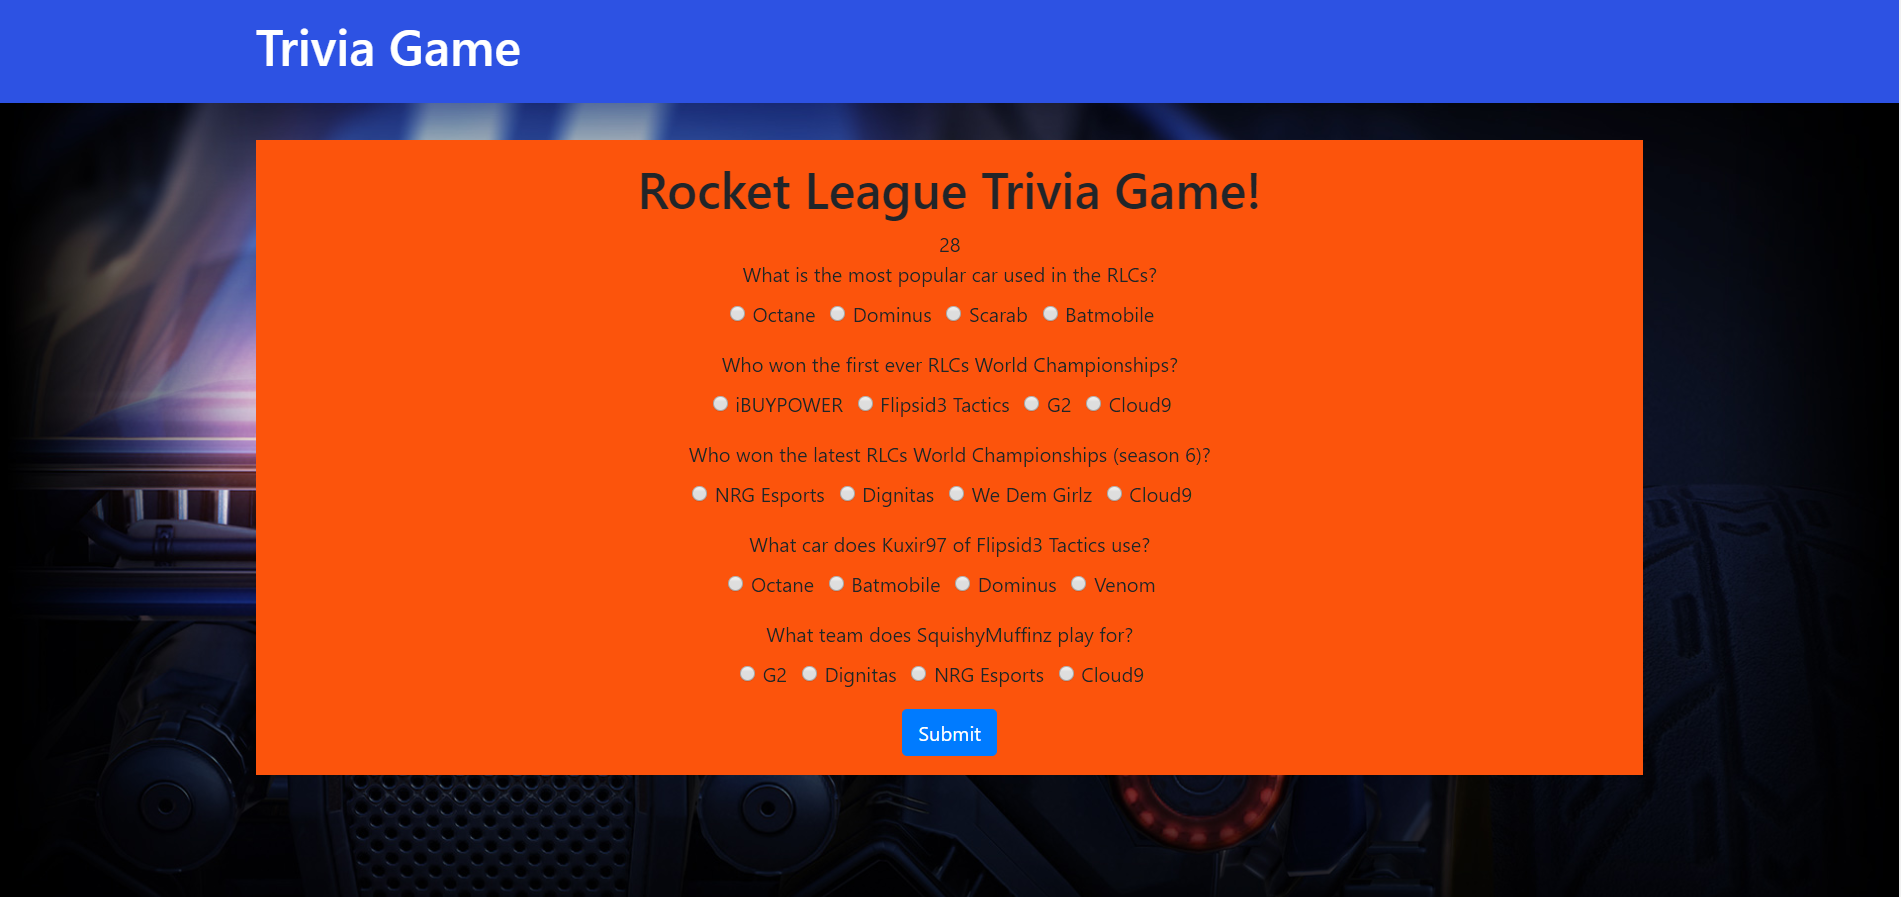 Trivia Game
Rocket League Trivia Game!
28
What is the most popular car used in the RLCs?
Octane Dominus Scarab Batmobile
Who won the first ever RLCs World Championships?
iBUYPOWER Flipsid3 Tactics G2 Cloud9
Who won the latest RLCs World Championships (season 6)?
NRG Esports Dignitas We Dem Girlz Cloud9
What car does Kuxir97 of Flipsid3 Tactics use?
Octane Batmobile Dominus Venom
What team does SquishyMuffinz play for?
G2 Dignitas NRG Esports Cloud9
Submit